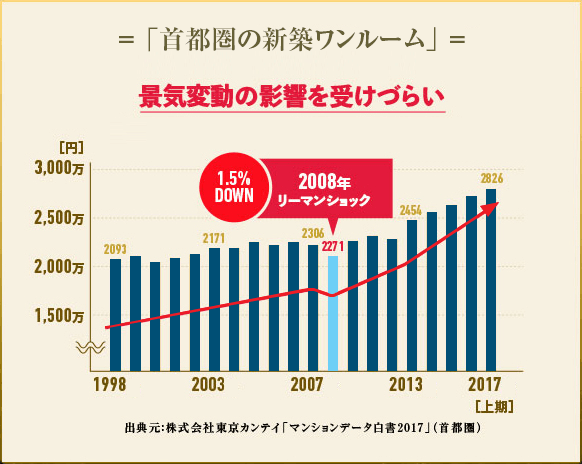 ＝「首都圏の新築ワンルーム」＝
景気変動の影響を受けづらい
[円]
3,000万
2,500万
2,000万
1,500万
1.5%
DOWN
2008年
リーマンショック
2093
2171
2306
2271
2454
2826
1998
2003
2007
2013
2017
[上期]
出典元:株式会社東京カンテイ「マンションデータ白書2017」(首都圏)